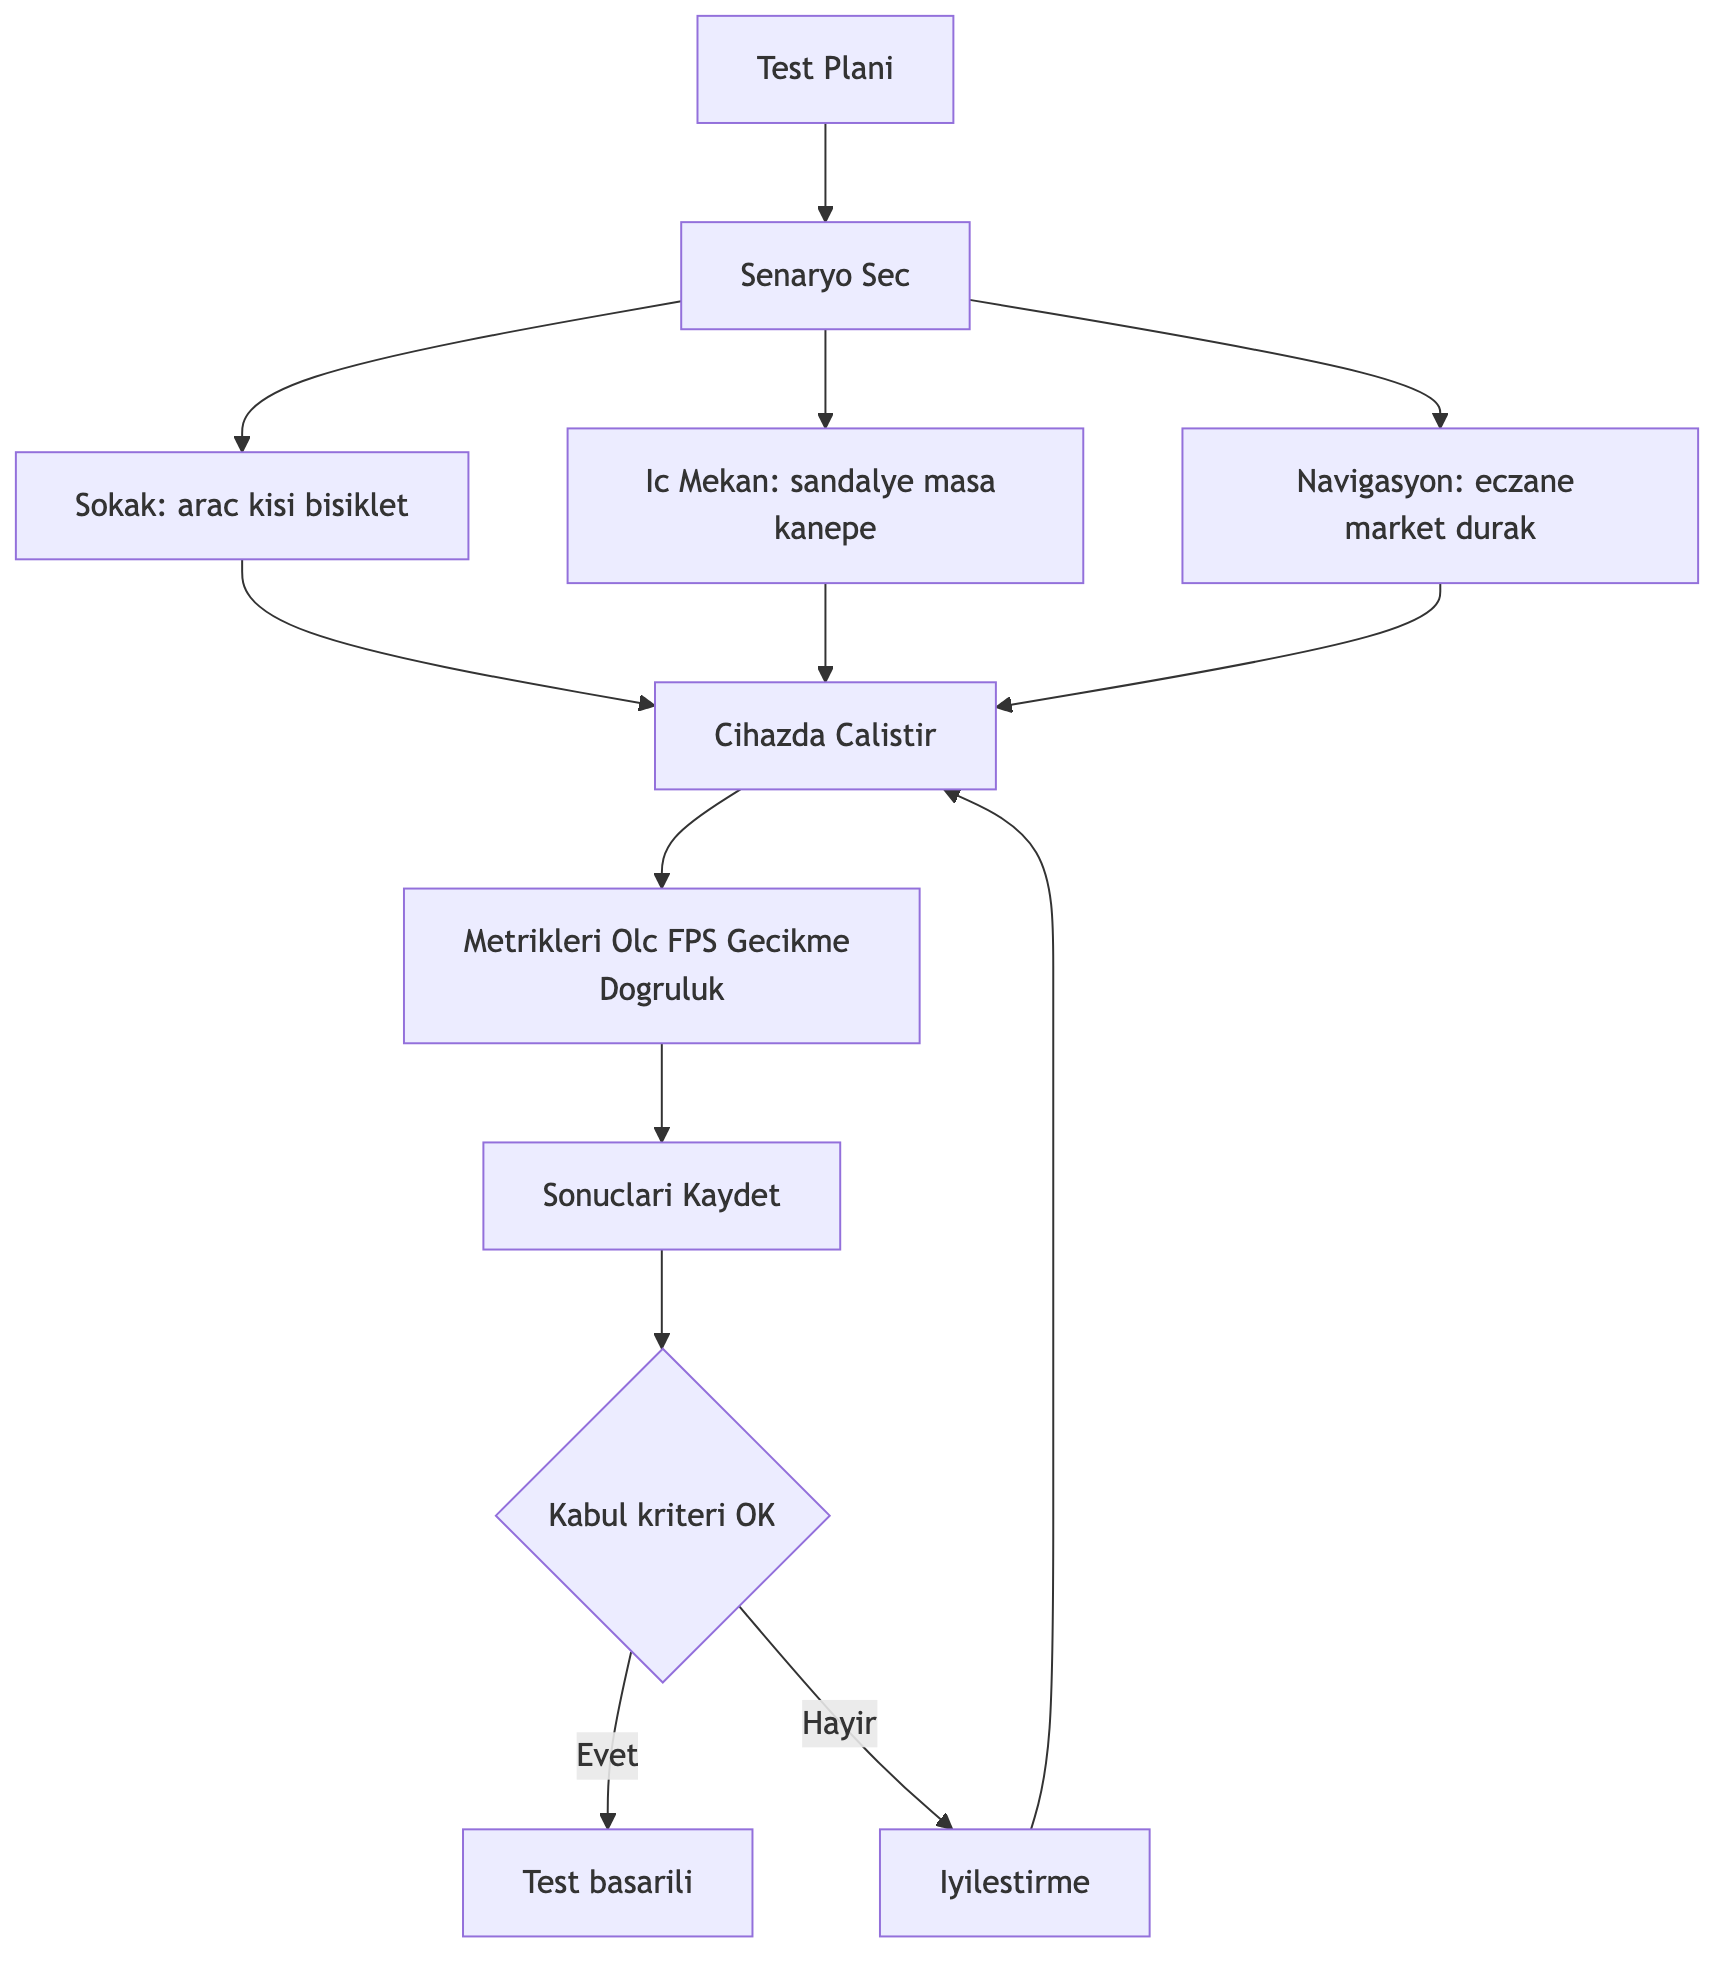 Test Plani
Senaryo Sec
Sokak: arac kisi bisiklet
Ic Mekan: sandalye masa
kanepe
Navigasyon: eczane
market durak
Cihazda Calistir
Metrikleri Olc FPS Gecikme
Dogruluk
Sonuclari Kaydet
Kabul kriteri OK
Hayir
Evet
Test basarili
Iyilestirme